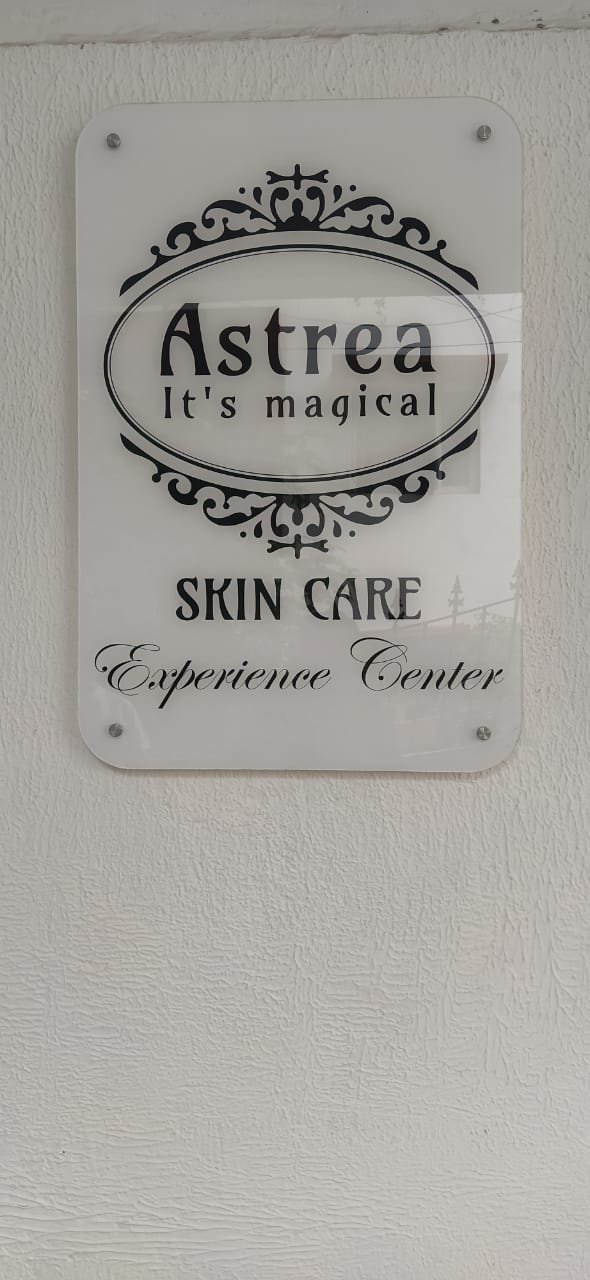 Astrea
It's magical
SKIN CARE
Experience Center